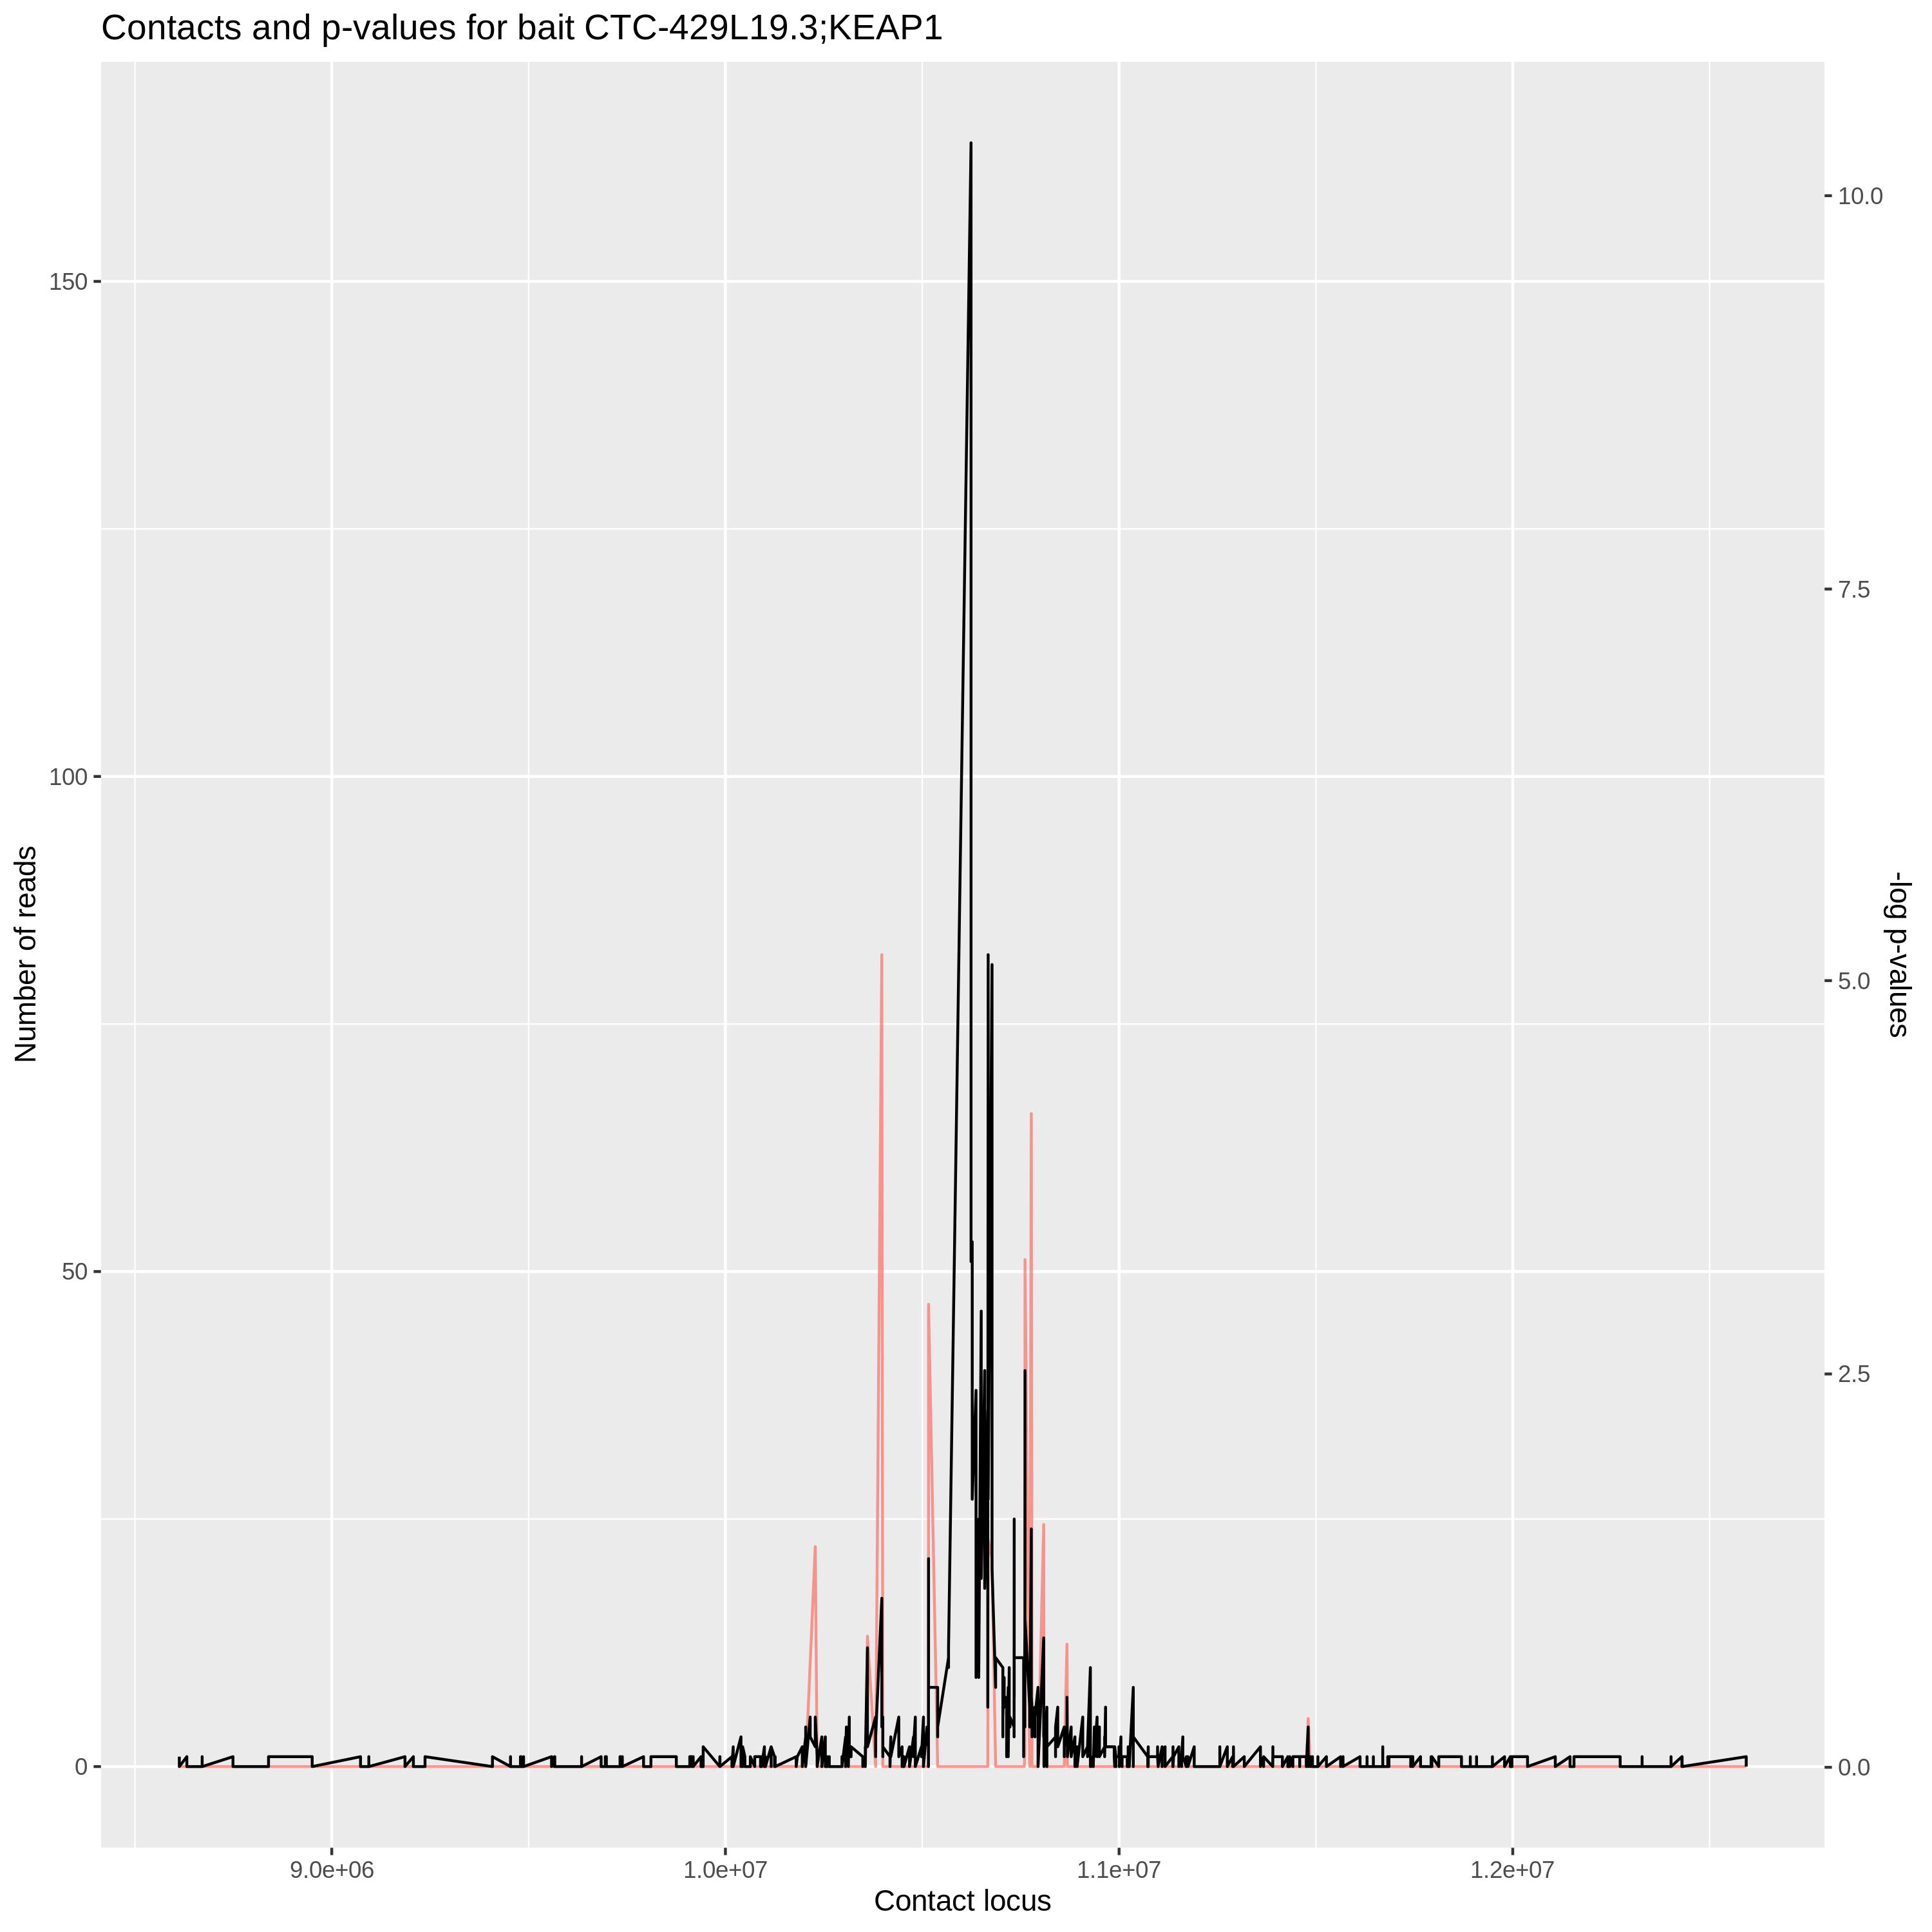 Contacts and p-values for bait CTC-429L19.3;KEAP1
Number of reads
150
100
50
0
10.0
7.5
5.0
2.5
0.0
-log p-values
9.0e+06
1.0e+07
1.1e+07
1.2e+07
Contact locus